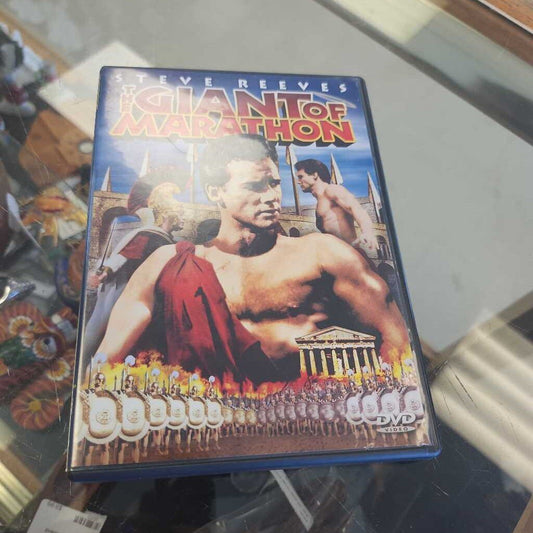 STEVE REEVES
THE GIANT OF
MARATHON
DVD
VIDEO